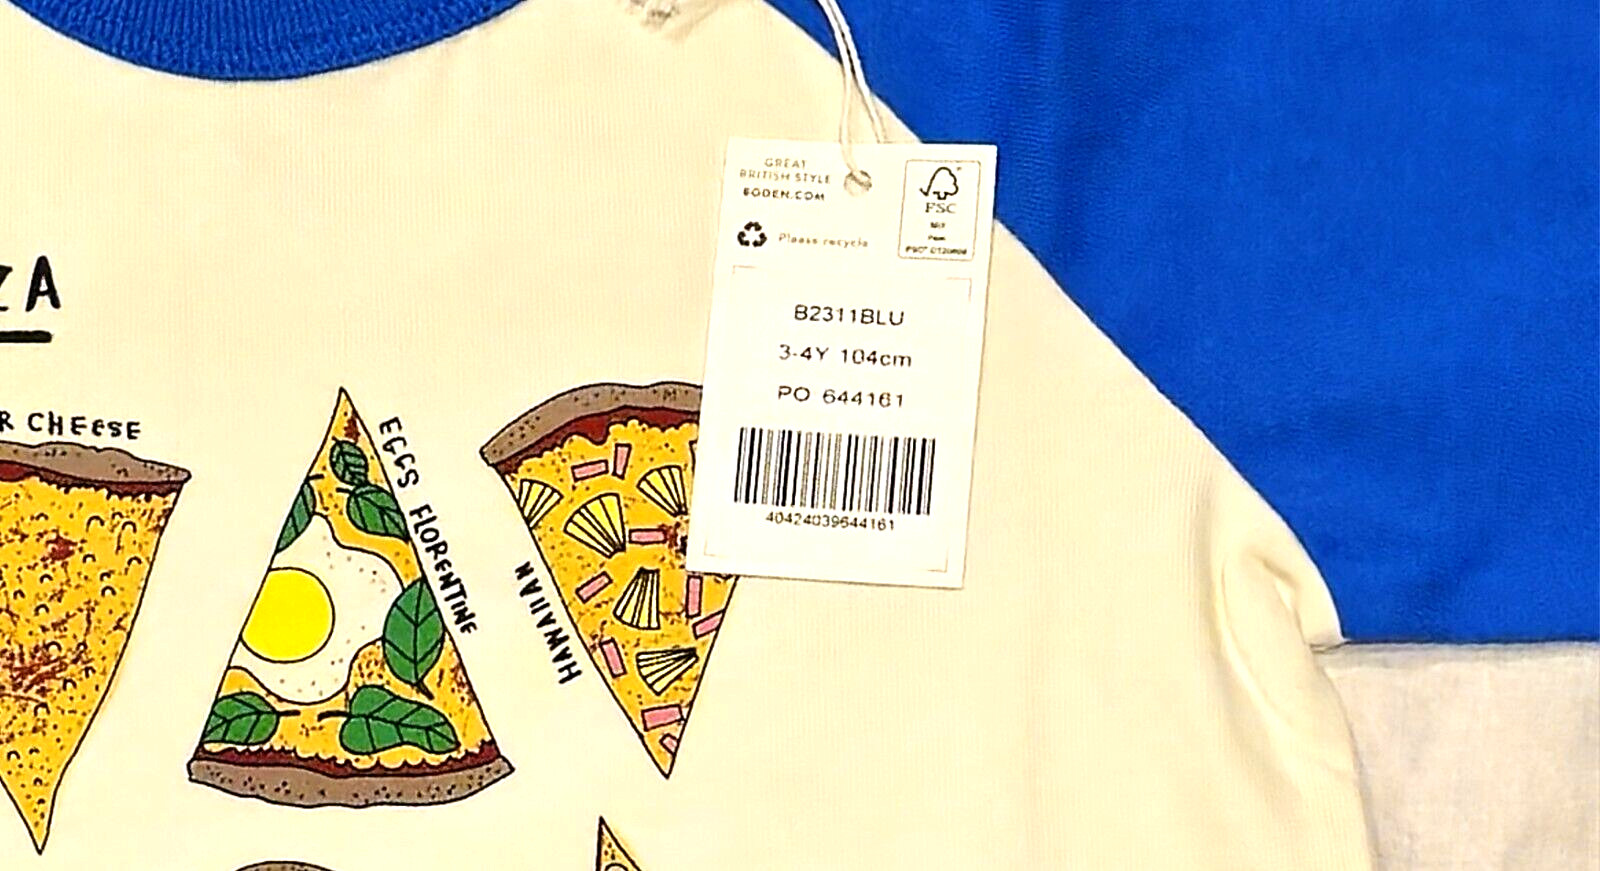 ZA
R CHEESE
EGGS FLORENTINE
HAWAIIAN
GREAT
BRITISH STYLE
BODEN.COM
Please recycle
FSC
B2311BLU
3-4Y 104cm
PO 644161
40424039644161